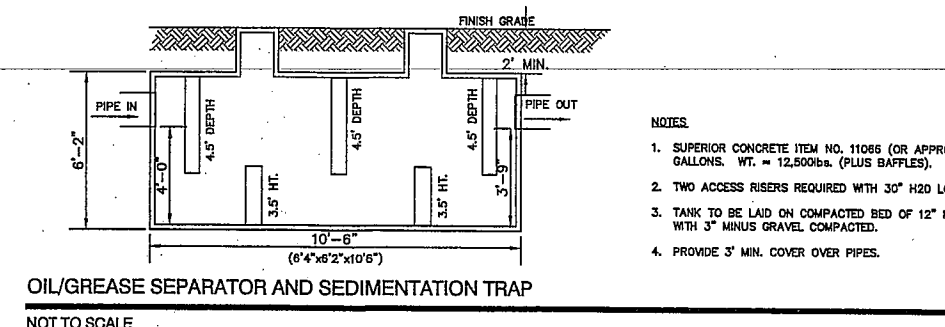 FINISH GRADE
2' MIN.
PIPE IN
PIPE OUT
4.5' DEPTH
4.5' DEPTH
4.5' DEPTH
6'-2"
4'-0"
3.5' HT.
3.5' HT.
3'-9"
10'-6"
(6'4"x6'2"x10'6")
NOTES
1. SUPERIOR CONCRETE ITEM NO. 11066 (OR APPR
GALLONS. WT. ≈ 12,500lbs. (PLUS BAFFLES).
2. TWO ACCESS RISERS REQUIRED WITH 30" H20 L
3. TANK TO BE LAID ON COMPACTED BED OF 12"
WITH 3" MINUS GRAVEL COMPACTED.
4. PROVIDE 3' MIN. COVER OVER PIPES.
OIL/GREASE SEPARATOR AND SEDIMENTATION TRAP
NOT TO SCALE